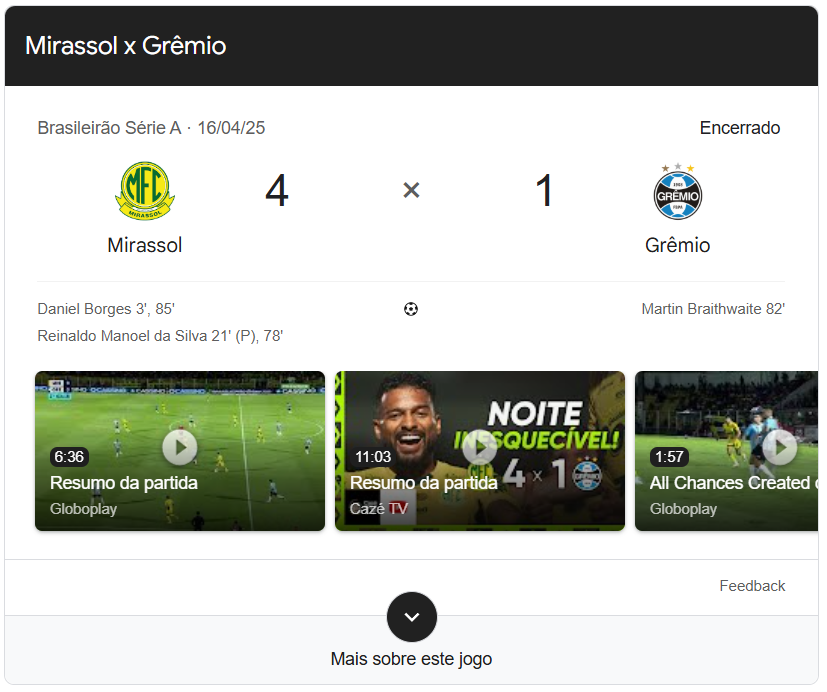 Mirassol x Grêmio
Brasileirão Série A · 16/04/25
Encerrado
MFC
MIRASSOL
4
×
1
1903
GRÊMIO
FBPA
Mirassol
Grêmio
Daniel Borges 3', 85'
Martin Braithwaite 82'
Reinaldo Manoel da Silva 21' (P), 78'
6:36
Resumo da partida
Globoplay
NOITE
INESQUECÍVEL!
4 x 1
11:03
Resumo da partida
Cazé TV
1:57
All Chances Created
Globoplay
Feedback
Mais sobre este jogo